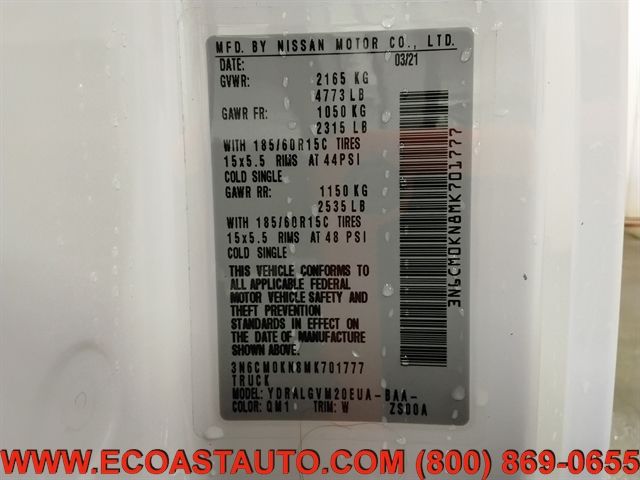 MFD. BY NISSAN MOTOR CO., LTD.
DATE: 03/21
GVWR: 2165 KG
4773 LB
GAWR FR: 1050 KG
2315 LB
WITH 185/60R15C TIRES
15x5.5 RIMS AT 44PSI
COLD SINGLE
GAWR RR: 1150 KG
2535 LB
WITH 185/60R15C TIRES
15x5.5 RIMS AT 48 PSI
COLD SINGLE
THIS VEHICLE CONFORMS TO
ALL APPLICABLE FEDERAL
MOTOR VEHICLE SAFETY AND
THEFT PREVENTION
STANDARDS IN EFFECT ON
THE DATE OF MANUFACTURE
SHOWN ABOVE.
3N6CM0KN8MK701777
TRUCK
MODEL: YDRALGVM20EUA-BAA-
COLOR: QM1 TRIM: W ZS00A
3N6CM0KN8MK701777
WWW.ECOASTAUTO.COM (800) 869-0655